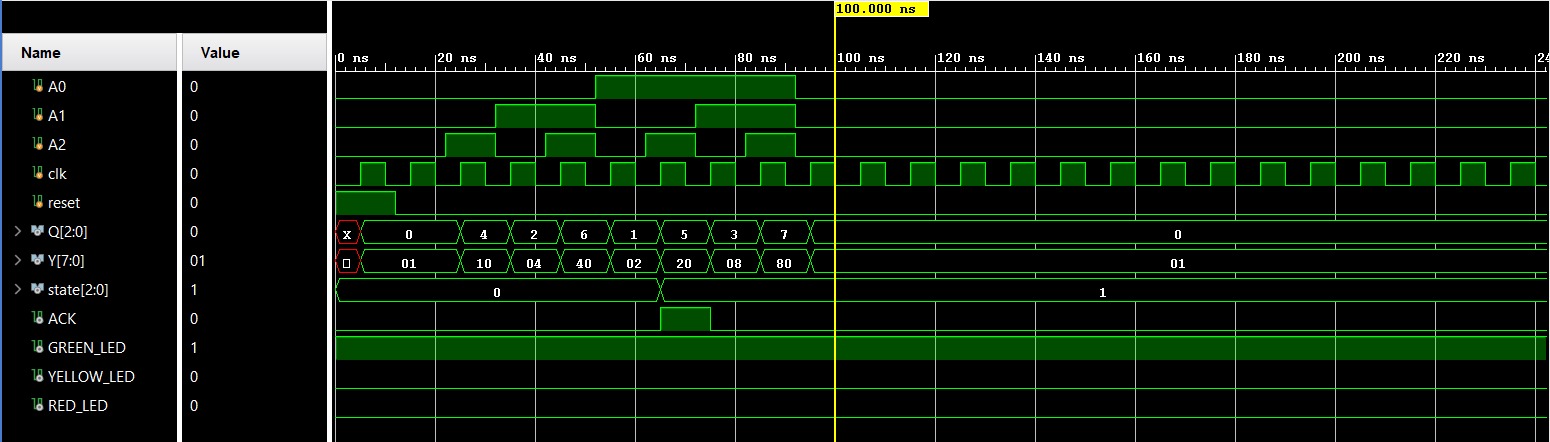 100.000 ns
Name Value
0 ns 20 ns 40 ns 60 ns 80 ns 100 ns 120 ns 140 ns 160 ns 180 ns 200 ns 220 ns 24
A0 0
A1 0
A2 0
clk 0
reset 0
Q[2:0] 0 X 0 4 2 6 1 5 3 7 0
Y[7:0] 01 01 10 04 40 02 20 08 80 01
state[2:0] 1 0 1
ACK 0
GREEN_LED 1
YELLOW_LED 0
RED_LED 0